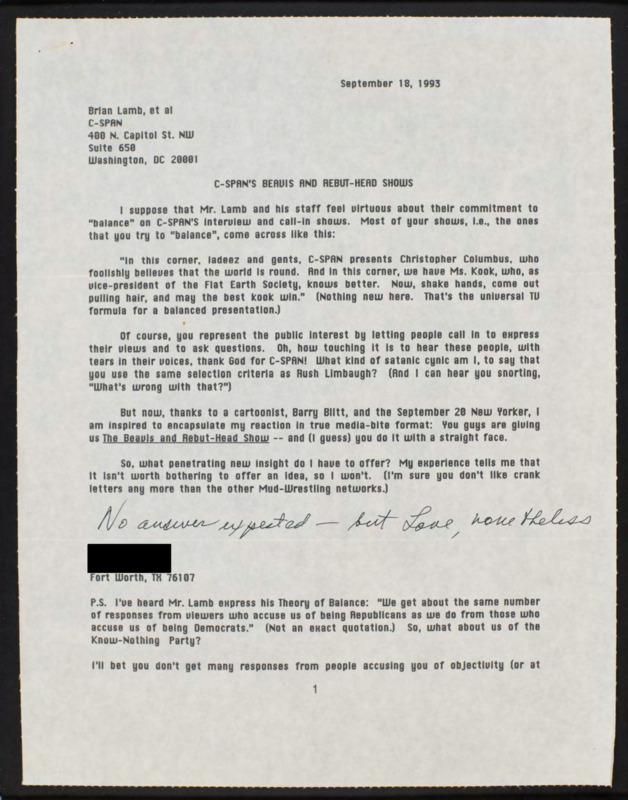 September 18, 1993
Brian Lamb, et al
C-SPAN
400 N. Capitol St. NW
Suite 650
Washington, DC 20001
C-SPAN'S BEAVIS AND REBUT-HEAD SHOWS
I suppose that Mr. Lamb and his staff feel virtuous about their commitment to
"balance" on C-SPAN'S interview and call-in shows. Most of your shows, i.e., the ones
that you try to "balance", come across like this:
"In this corner, ladeez and gents, C-SPAN presents Christopher Columbus, who
foolishly believes that the world is round. And in this corner, we have Ms. Kook, who, as
vice-president of the Flat Earth Society, knows better. Now, shake hands, come out
pulling hair, and may the best kook win." (Nothing new here. That's the universal TV
formula for a balanced presentation.)
Of course, you represent the public interest by letting people call in to express
their views and to ask questions. Oh, how touching it is to hear these people, with
tears in their voices, thank God for C-SPAN! What kind of satanic cynic am I, to say that
you use the same selection criteria as Rush Limbaugh? (And I can hear you snorting,
"What's wrong with that?")
But now, thanks to a cartoonist, Barry Blitt, and the September 20 New Yorker, I
am inspired to encapsulate my reaction in true media-bite format: You guys are giving
us The Beavis and Rebut-Head Show -- and (I guess) you do it with a straight face.
So, what penetrating new insight do I have to offer? My experience tells me that
it isn't worth bothering to offer an idea, so I won't. (I'm sure you don't like crank
letters any more than the other Mud-Wrestling networks.)
No answer expected — but Love, nonetheless
Fort Worth, TX 76107
P.S. I've heard Mr. Lamb express his Theory of Balance: "We get about the same number
of responses from viewers who accuse us of being Republicans as we do from those who
accuse us of being Democrats." (Not an exact quotation.) So, what about us of the
Know-Nothing Party?
I'll bet you don't get many responses from people accusing you of objectivity (or at
1